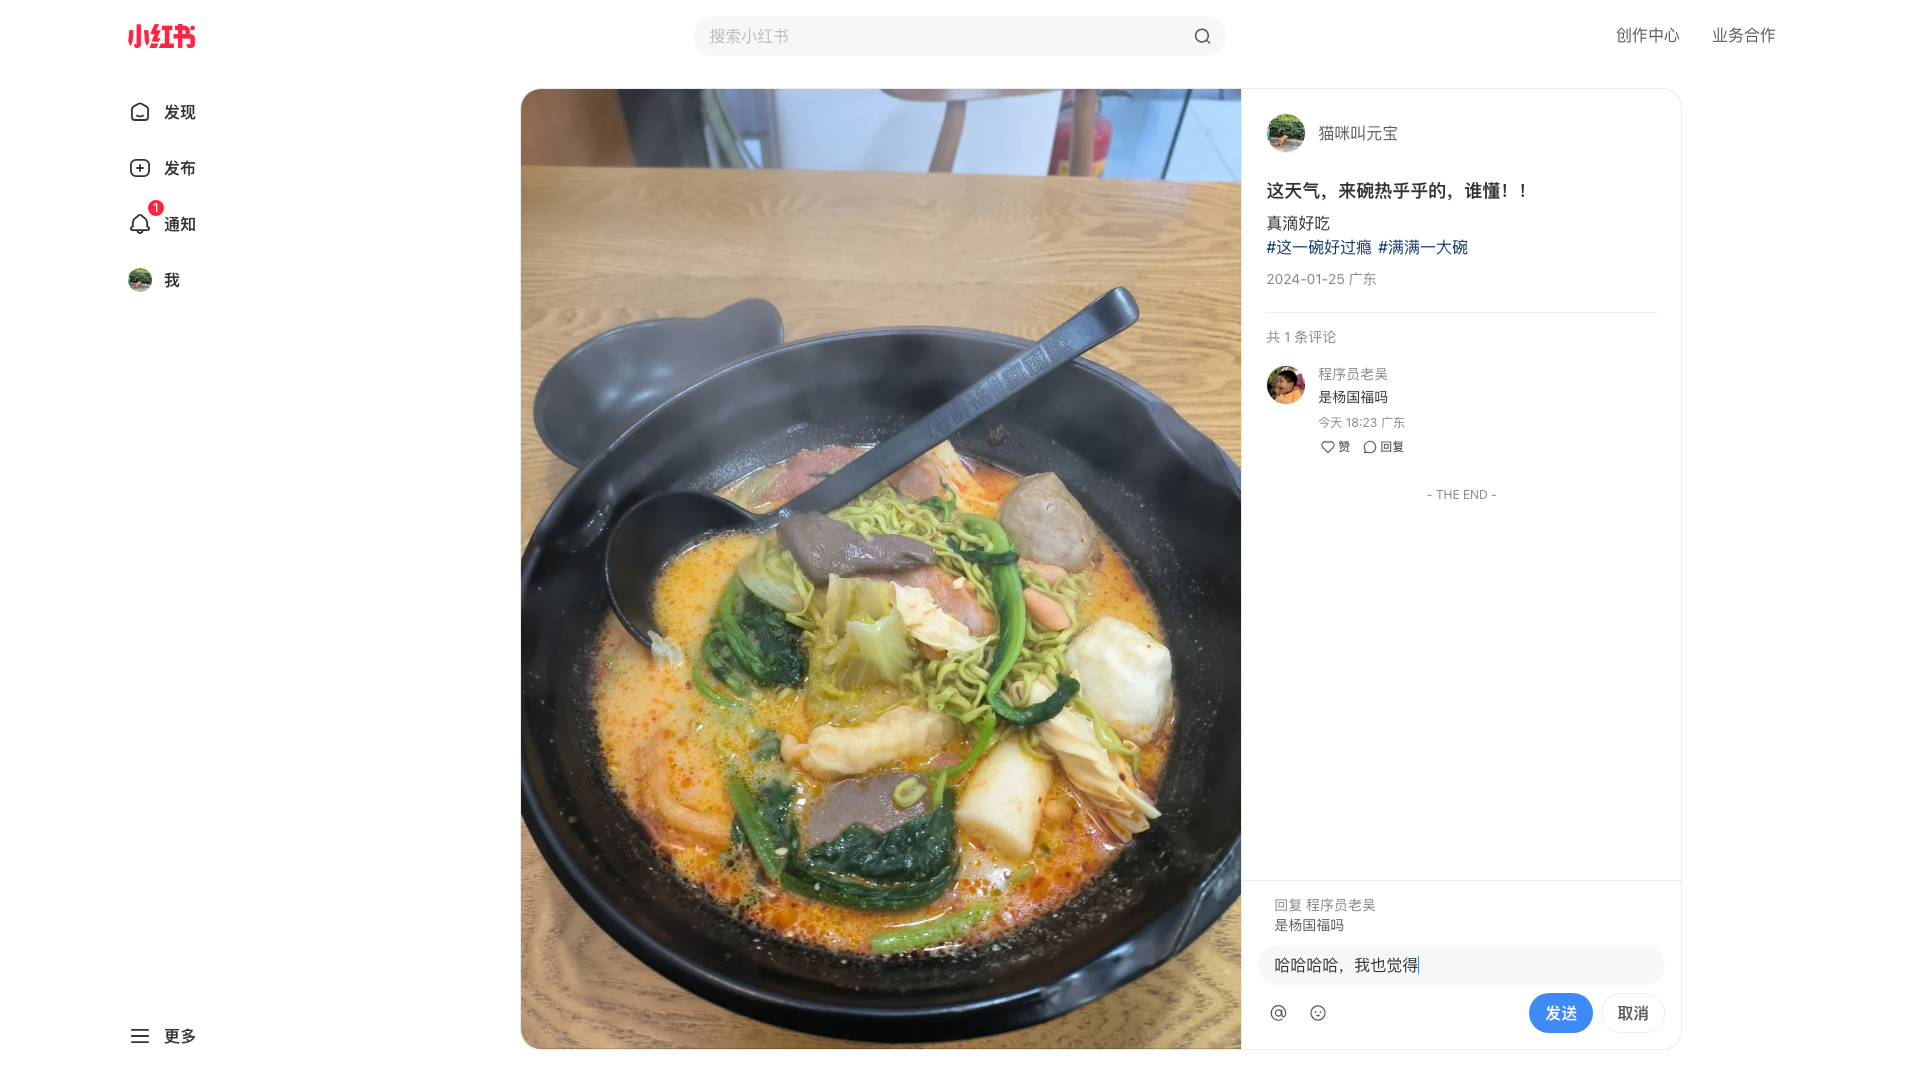 小红书
搜索小红书
创作中心
业务合作
发现
发布
1
通知
我
更多
猫咪叫元宝
这天气，来碗热乎乎的，谁懂！！
真滴好吃
#这一碗好过瘾 #满满一大碗
2024-01-25 广东
共 1 条评论
程序员老吴
是杨国福吗
今天 18:23 广东
赞 回复
- THE END -
回复 程序员老吴
是杨国福吗
哈哈哈哈，我也觉得
发送
取消